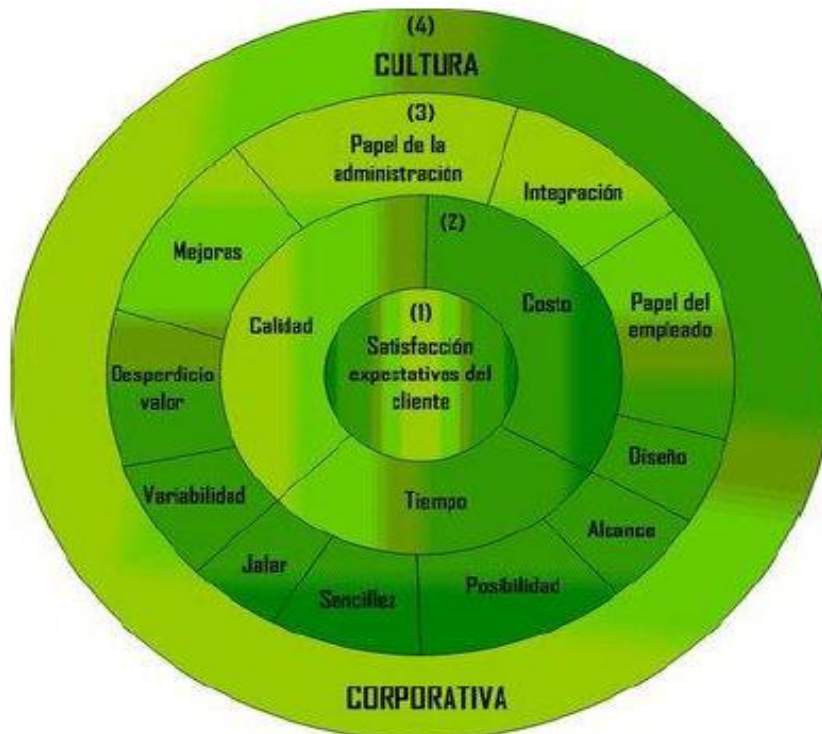 (4)
CULTURA
(3)
Papel de la
administración
Integración
Mejoras
(2)
Papel del
empleado
Costo
Calidad
(1)
Satisfacción
expectativas del
cliente
Desperdicio
valor
Diseño
Variabilidad
Tiempo
Alcance
Jalar
Sencillez
Posibilidad
CORPORATIVA